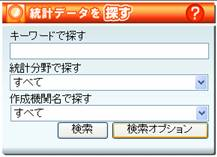 統計データを探す ?
キーワードで探す
統計分野で探す
すべて
作成機関名で探す
すべて
検索 検索オプション